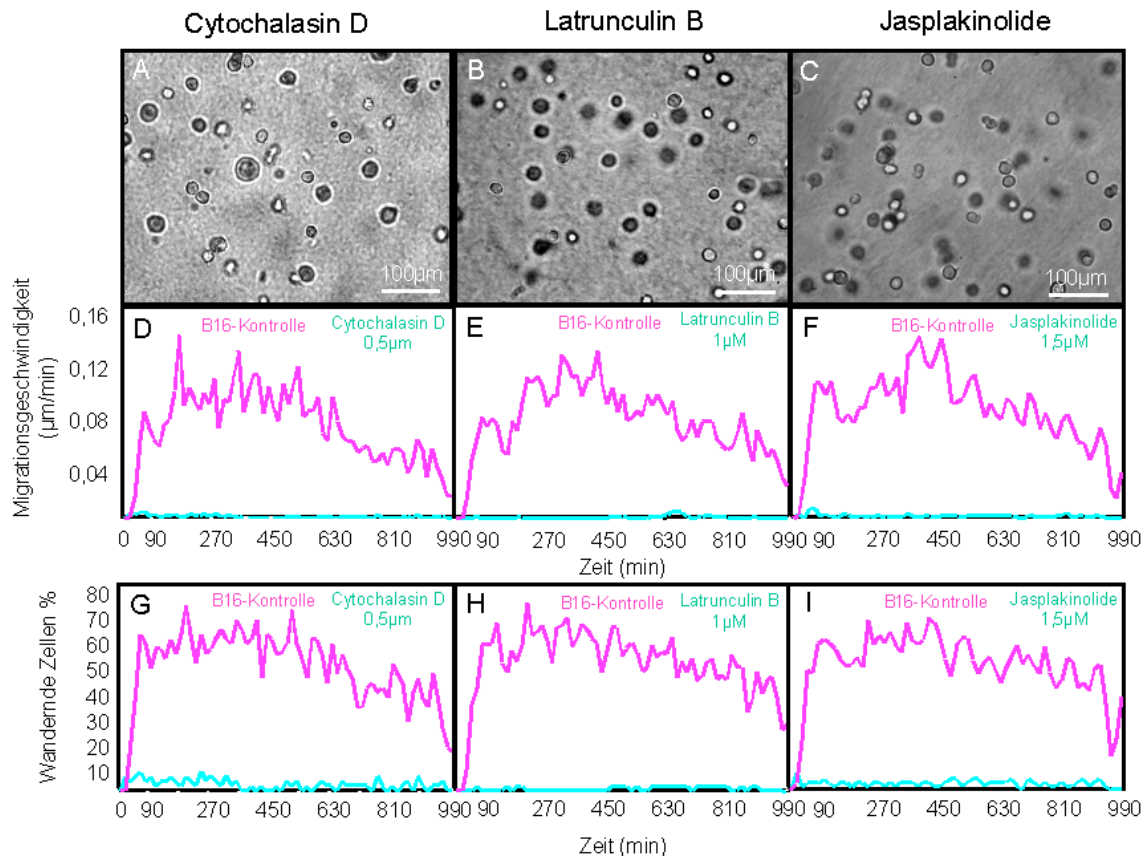 Cytochalasin D
Latrunculin B
Jasplakinolide
A
B
C
100µm
100µm
100µm
Migrationsgeschwindigkeit
(µm/min)
0,16
0,12
0,08
0,04
D
B16-Kontrolle
Cytochalasin D
0,5µm
E
B16-Kontrolle
Latrunculin B
1µM
F
B16-Kontrolle
Jasplakinolide
1,5µM
0 90 270 450 630 810 990 90 270 450 630 810 990 90 270 450 630 810 990
Zeit (min)
Wandernde Zellen %
80
70
60
50
40
30
20
10
G
B16-Kontrolle
Cytochalasin D
0,5µm
H
B16-Kontrolle
Latrunculin B
1µM
I
B16-Kontrolle
Jasplakinolide
1,5µM
0 90 270 450 630 810 990 90 270 450 630 810 990 90 270 450 630 810 990
Zeit (min)